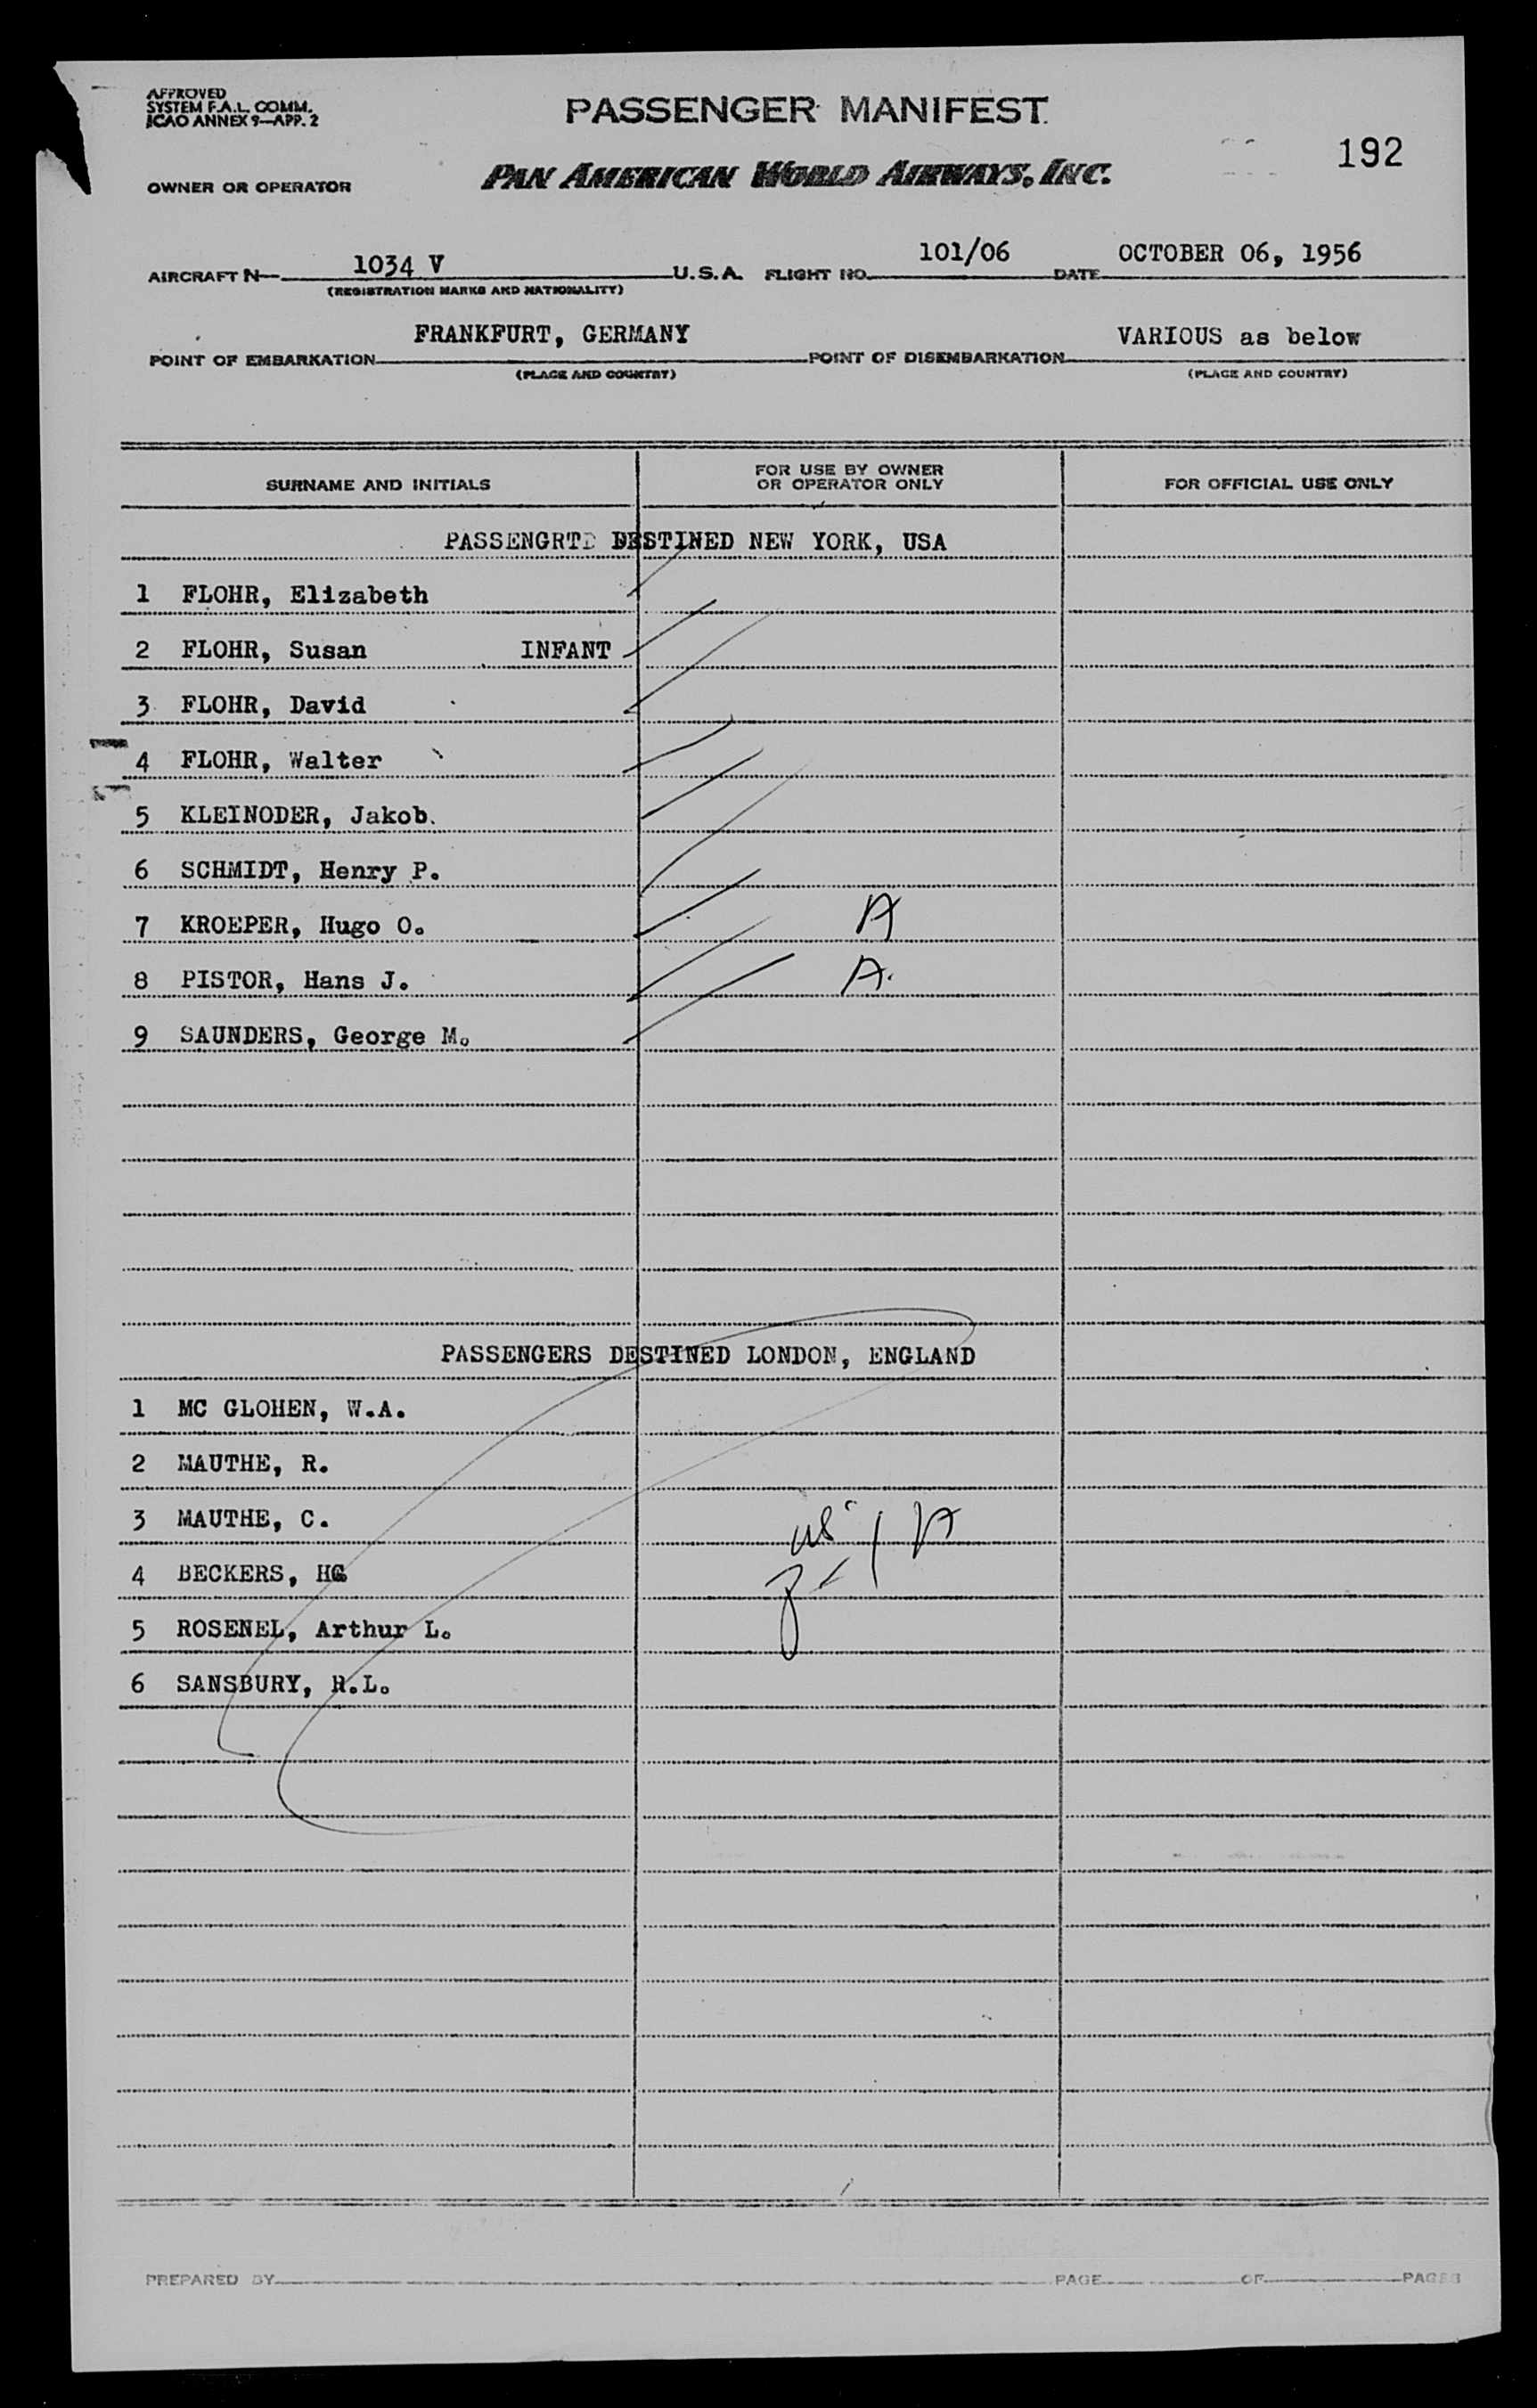 APPROVED
SYSTEM F.A.L. COMM.
ICAO ANNEX 9—APP. 2
PASSENGER MANIFEST
192
OWNER OR OPERATOR
PAN AMERICAN WORLD AIRWAYS, INC.
AIRCRAFT N— 1034 V U.S.A. FLIGHT NO. 101/06 DATE OCTOBER 06, 1956
(REGISTRATION MARKS AND NATIONALITY)
POINT OF EMBARKATION FRANKFURT, GERMANY POINT OF DISEMBARKATION VARIOUS as below
(PLACE AND COUNTRY) (PLACE AND COUNTRY)
SURNAME AND INITIALS
FOR USE BY OWNER
OR OPERATOR ONLY
FOR OFFICIAL USE ONLY
DESTINED NEW YORK, USA
1 FLOHR, Elizabeth
2 FLOHR, Susan INFANT
3 FLOHR, David
4 FLOHR, Walter
5 KLEINODER, Jakob.
6 SCHMIDT, Henry P.
7 KROEPER, Hugo O. A
8 PISTOR, Hans J. A.
9 SAUNDERS, George M.
PASSENGERS DESTINED LONDON, ENGLAND
1 MC GLOHEN, W.A.
2 MAUTHE, R.
3 MAUTHE, C.
4 BECKERS,
5 ROSENEL, Arthur L.
6 SANSBURY, R.L.
PREPARED BY PAGE OF PAGES